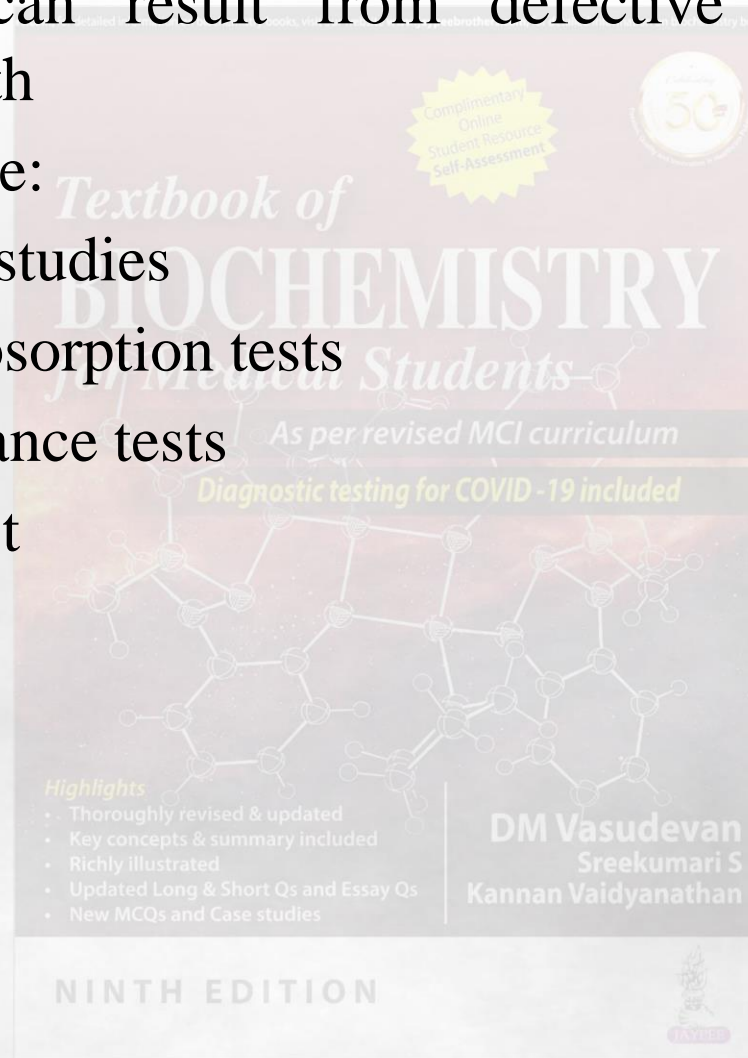 can result from defective
th
e:
studies
bsorption tests
ance tests
t
Complimentary
Online
Student Resource
Self-Assessment
50
Textbook of
BIOCHEMISTRY
for Medical Students
As per revised MCI curriculum
Diagnostic testing for COVID -19 included
Highlights
• Thoroughly revised & updated
• Key concepts & summary included
• Richly illustrated
• Updated Long & Short Qs and Essay Qs
• New MCQs and Case studies
DM Vasudevan
Sreekumari S
Kannan Vaidyanathan
NINTH EDITION
JAYPEE